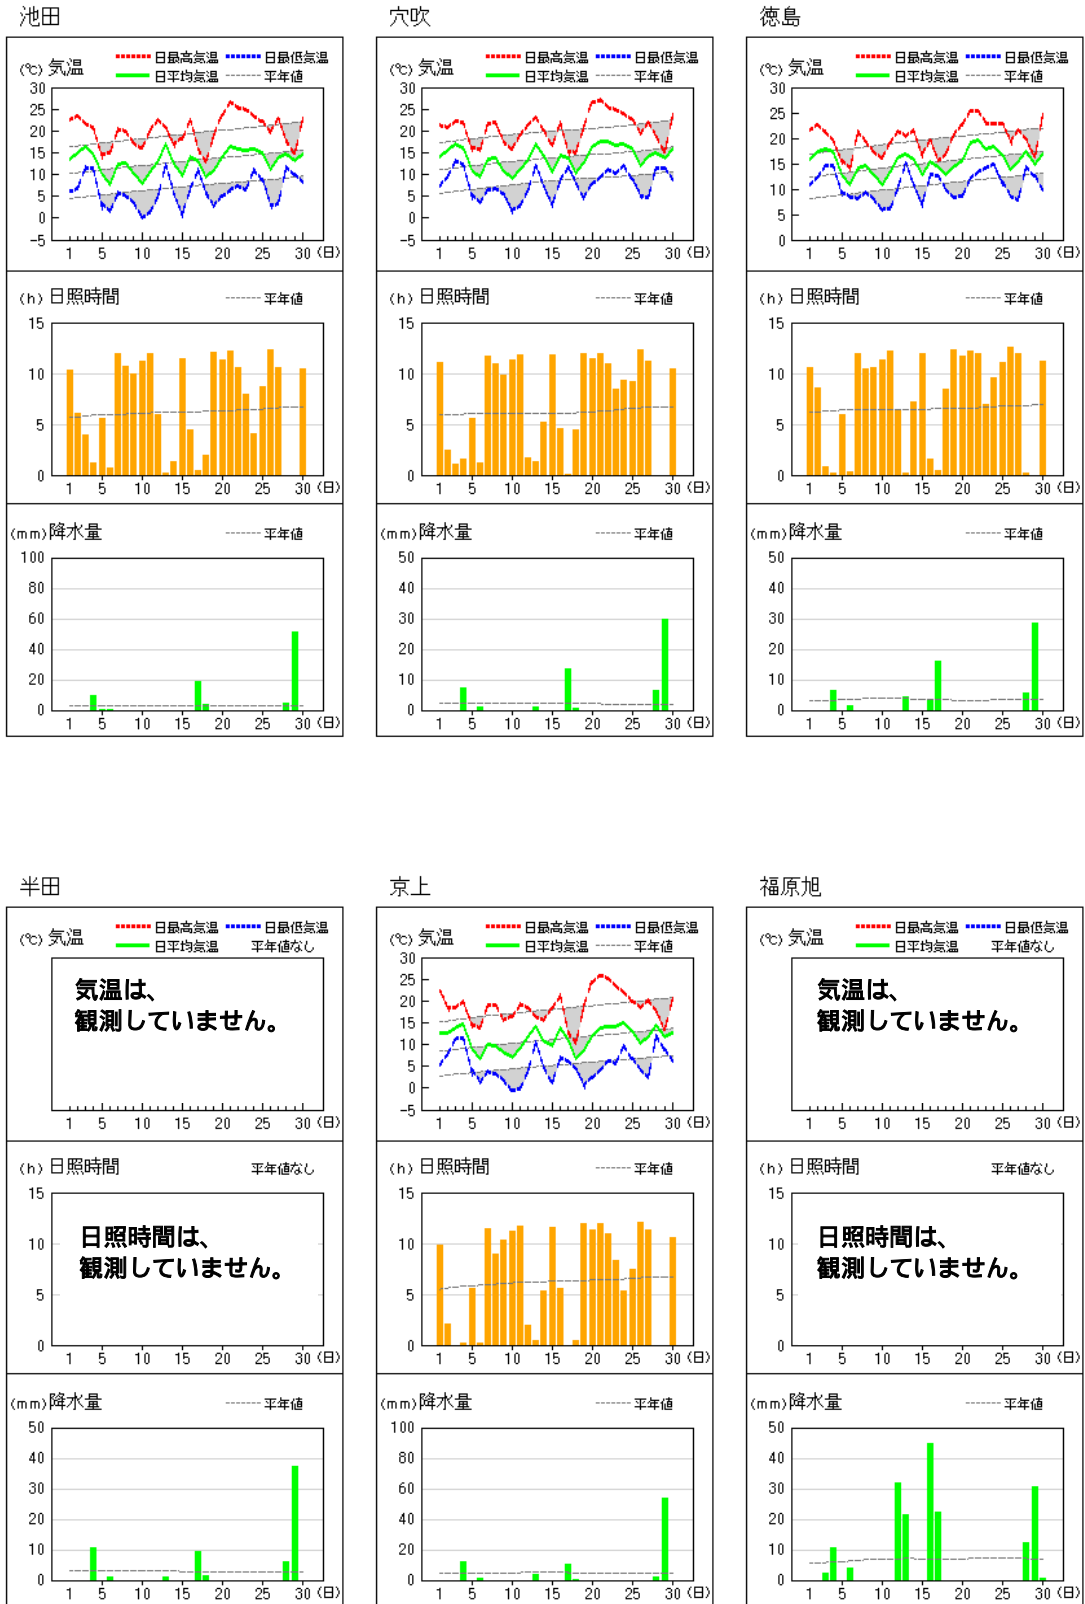 池田
(℃) 気温
日最高気温 日最低気温
日平均気温 平年値
30
25
20
15
10
5
0
-5
1 5 10 15 20 25 30 (日)
(h) 日照時間 平年値
15
10
5
0
1 5 10 15 20 25 30 (日)
(mm) 降水量 平年値
100
80
60
40
20
0
1 5 10 15 20 25 30 (日)
穴吹
(℃) 気温
日最高気温 日最低気温
日平均気温 平年値
30
25
20
15
10
5
0
-5
1 5 10 15 20 25 30 (日)
(h) 日照時間 平年値
15
10
5
0
1 5 10 15 20 25 30 (日)
(mm) 降水量 平年値
50
40
30
20
10
0
1 5 10 15 20 25 30 (日)
徳島
(℃) 気温
日最高気温 日最低気温
日平均気温 平年値
30
25
20
15
10
5
0
1 5 10 15 20 25 30 (日)
(h) 日照時間 平年値
15
10
5
0
1 5 10 15 20 25 30 (日)
(mm) 降水量 平年値
50
40
30
20
10
0
1 5 10 15 20 25 30 (日)
半田
(℃) 気温
日最高気温 日最低気温
日平均気温 平年値なし
気温は、
観測していません。
1 5 10 15 20 25 30 (日)
(h) 日照時間 平年値なし
15
10
5
0
日照時間は、
観測していません。
1 5 10 15 20 25 30 (日)
(mm) 降水量 平年値
50
40
30
20
10
0
1 5 10 15 20 25 30 (日)
京上
(℃) 気温
日最高気温 日最低気温
日平均気温 平年値
30
25
20
15
10
5
0
-5
1 5 10 15 20 25 30 (日)
(h) 日照時間 平年値
15
10
5
0
1 5 10 15 20 25 30 (日)
(mm) 降水量 平年値
100
80
60
40
20
0
1 5 10 15 20 25 30 (日)
福原旭
(℃) 気温
日最高気温 日最低気温
日平均気温 平年値なし
気温は、
観測していません。
1 5 10 15 20 25 30 (日)
(h) 日照時間 平年値なし
15
10
5
0
日照時間は、
観測していません。
1 5 10 15 20 25 30 (日)
(mm) 降水量 平年値
50
40
30
20
10
0
1 5 10 15 20 25 30 (日)